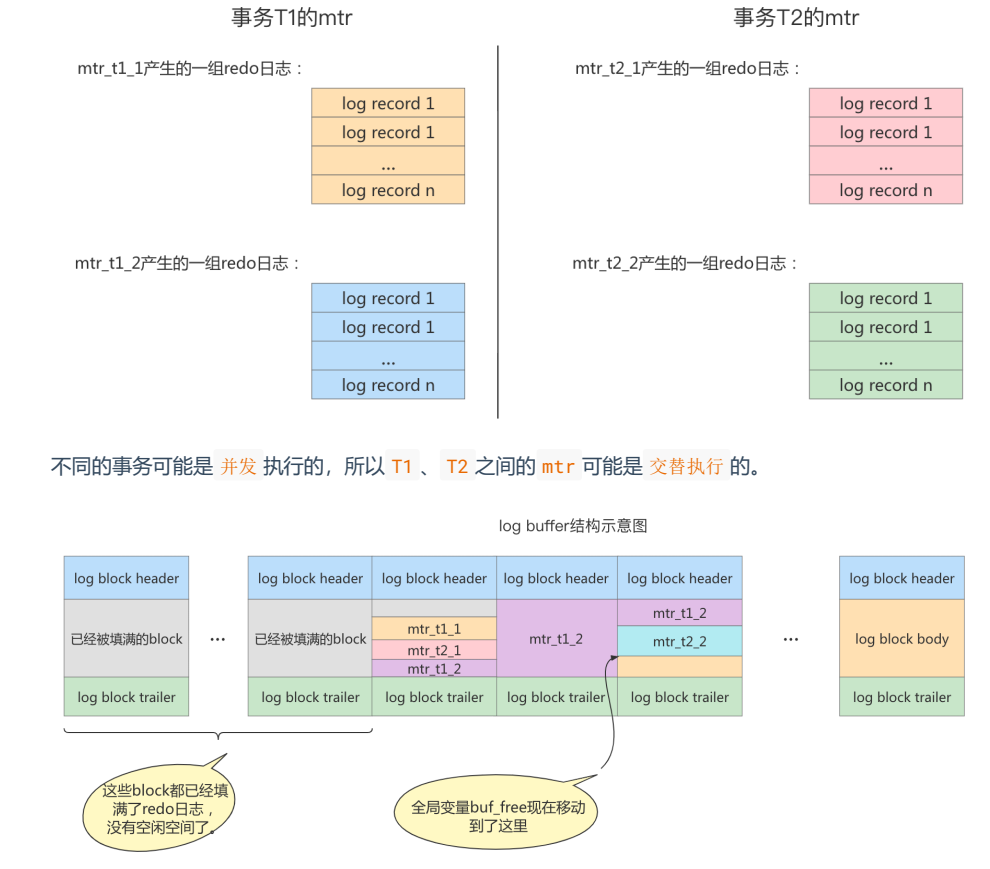 事务T1的mtr
事务T2的mtr
mtr_t1_1产生的一组redo日志：
log record 1
log record 1
...
log record n
mtr_t2_1产生的一组redo日志：
log record 1
log record 1
...
log record n
mtr_t1_2产生的一组redo日志：
log record 1
log record 1
...
log record n
mtr_t2_2产生的一组redo日志：
log record 1
log record 1
...
log record n
不同的事务可能是 并发 执行的，所以 T1 、 T2 之间的 mtr 可能是 交替执行 的。
log buffer结构示意图
log block header
已经被填满的block
log block trailer
...
log block header
已经被填满的block
log block trailer
log block header
mtr_t1_1
mtr_t2_1
mtr_t1_2
log block trailer
log block header
mtr_t1_2
log block trailer
log block header
mtr_t1_2
mtr_t2_2
log block trailer
...
log block header
log block body
log block trailer
这些block都已经填
满了redo日志，
没有空闲空间了。
全局变量buf_free现在移动
到了这里